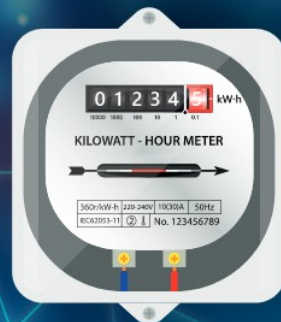 0 1 2 3 4 5 kW·h
10000 1000 100 10 1 0.1
KILOWATT - HOUR METER
360r/kW·h 220-240V 10(30)A 50Hz
IEC62053-11 2 No. 123456789